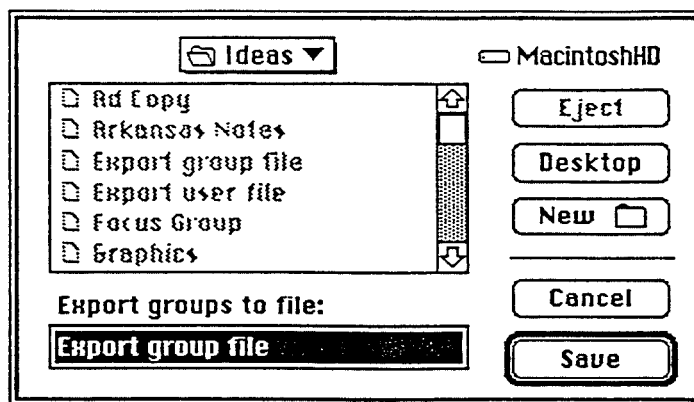 Ideas
MacintoshHD
Ad Copy
Arkansas Notes
Export group file
Export user file
Focus Group
Graphics
Eject
Desktop
New
Export groups to file:
Export group file
Cancel
Save